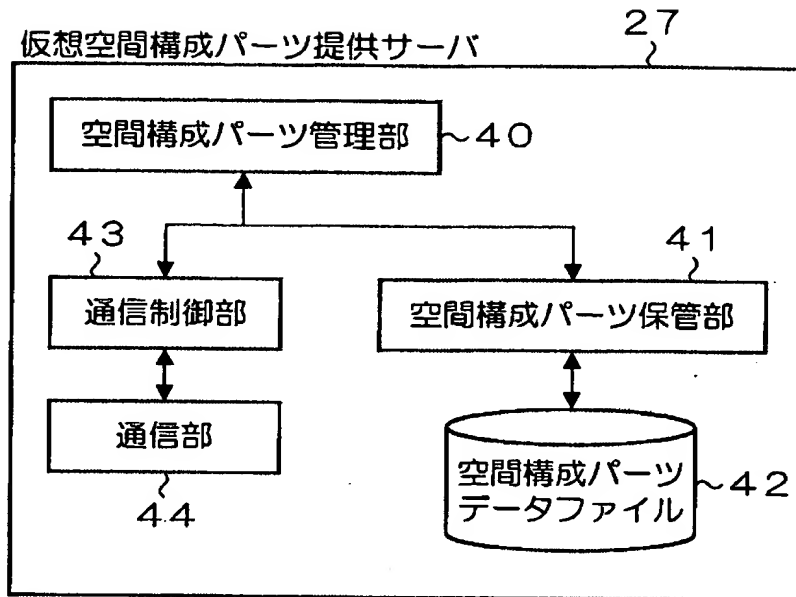 仮想空間構成パーツ提供サーバ
27
空間構成パーツ管理部
40
43
通信制御部
41
空間構成パーツ保管部
通信部
44
空間構成パーツ
データファイル
42